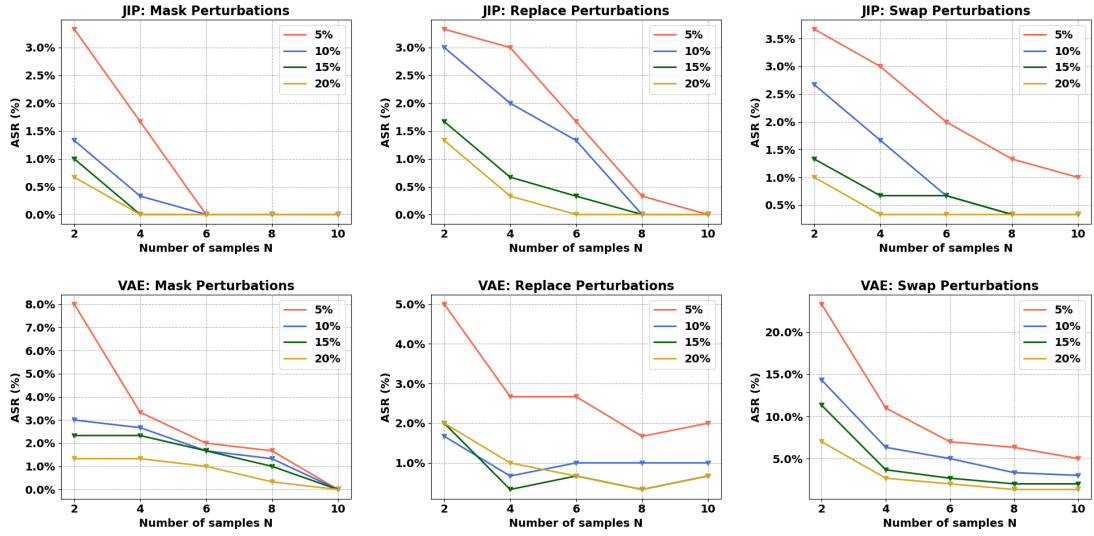 JIP: Mask Perturbations
ASR (%)
3.0%
2.5%
2.0%
1.5%
1.0%
0.5%
0.0%
5%
10%
15%
20%
2 4 6 8 10
Number of samples N
JIP: Replace Perturbations
ASR (%)
3.0%
2.5%
2.0%
1.5%
1.0%
0.5%
0.0%
5%
10%
15%
20%
2 4 6 8 10
Number of samples N
JIP: Swap Perturbations
ASR (%)
3.5%
3.0%
2.5%
2.0%
1.5%
1.0%
0.5%
5%
10%
15%
20%
2 4 6 8 10
Number of samples N
VAE: Mask Perturbations
ASR (%)
8.0%
7.0%
6.0%
5.0%
4.0%
3.0%
2.0%
1.0%
0.0%
5%
10%
15%
20%
2 4 6 8 10
Number of samples N
VAE: Replace Perturbations
ASR (%)
5.0%
4.0%
3.0%
2.0%
1.0%
5%
10%
15%
20%
2 4 6 8 10
Number of samples N
VAE: Swap Perturbations
ASR (%)
20.0%
15.0%
10.0%
5.0%
5%
10%
15%
20%
2 4 6 8 10
Number of samples N